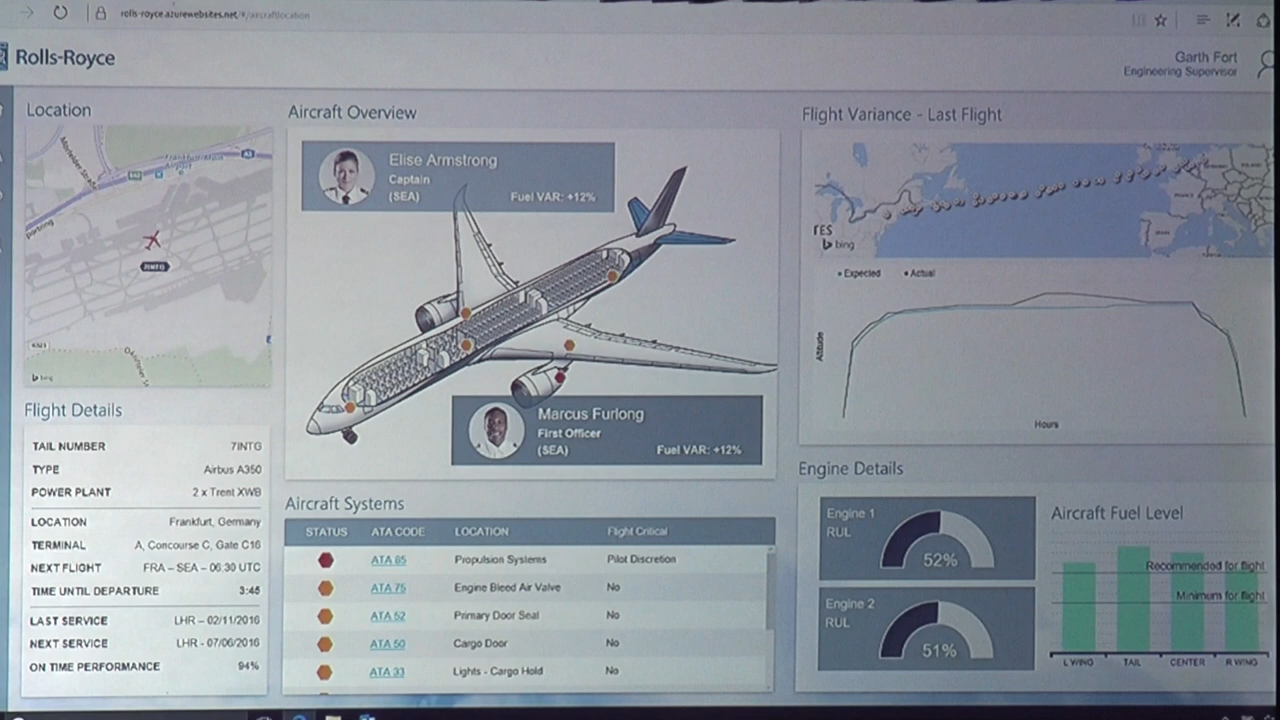 rolls-royce.azurewebsites.net/#/aircraftlocation
Rolls-Royce
Garth Fort
Engineering Supervisor
Location
7INTG
bing
Flight Details
TAIL NUMBER 7INTG
TYPE Airbus A350
POWER PLANT 2 x Trent XWB
LOCATION Frankfurt, Germany
TERMINAL A, Concourse C, Gate C16
NEXT FLIGHT FRA – SEA – 06:30 UTC
TIME UNTIL DEPARTURE 3:45
LAST SERVICE LHR – 02/11/2016
NEXT SERVICE LHR - 07/06/2016
ON TIME PERFORMANCE 94%
Aircraft Overview
Elise Armstrong
Captain
(SEA) Fuel VAR: +12%
Marcus Furlong
First Officer
(SEA) Fuel VAR: +12%
Aircraft Systems
STATUS ATA CODE LOCATION Flight Critical
ATA 65 Propulsion Systems Pilot Discretion
ATA 75 Engine Bleed Air Valve No
ATA 52 Primary Door Seal No
ATA 50 Cargo Door No
ATA 33 Lights - Cargo Hold No
Flight Variance - Last Flight
TES
bing
Expected Actual
Altitude
Hours
Engine Details
Engine 1
RUL
52%
Engine 2
RUL
51%
Aircraft Fuel Level
Recommended for flight
Minimum for flight
L WING TAIL CENTER R WING